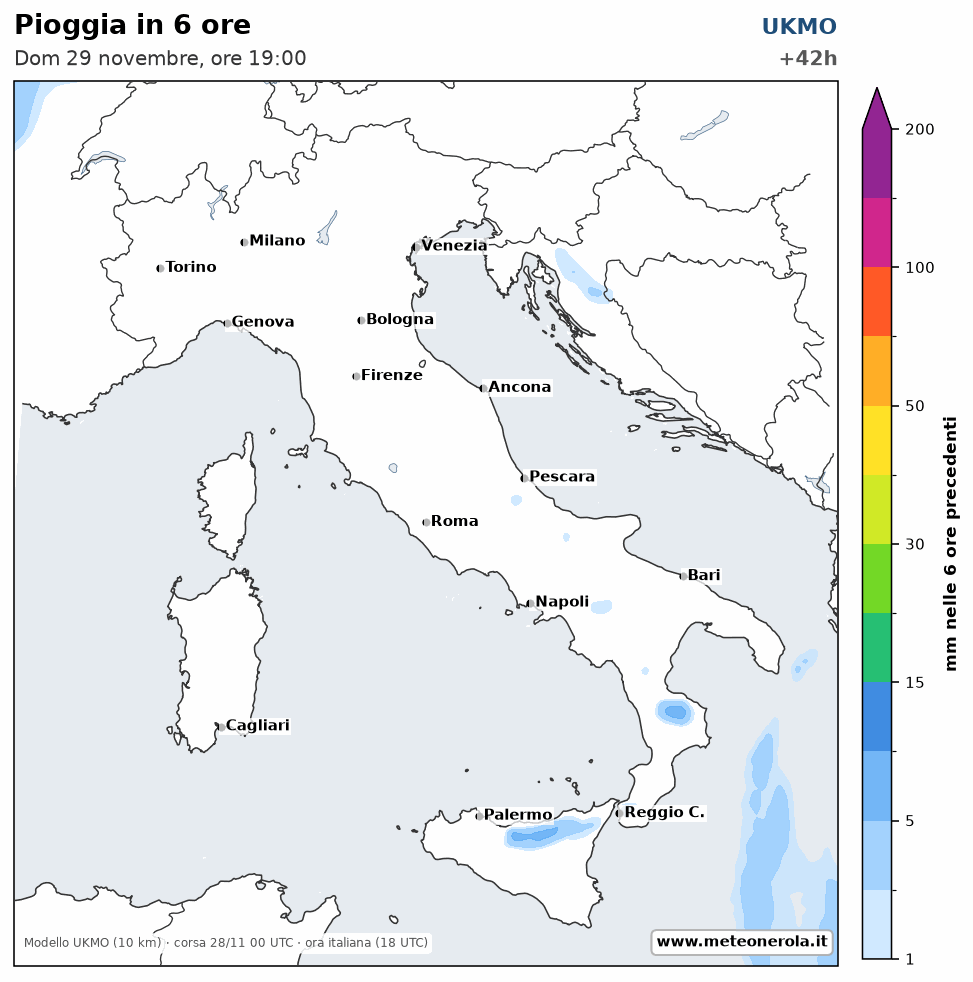 Pioggia in 6 ore
UKMO
Dom 29 novembre, ore 19:00
+42h
Milano
Venezia
Torino
Genova
Bologna
Firenze
Ancona
Pescara
Roma
Bari
Napoli
Cagliari
Palermo
Reggio C.
200
100
50
30
15
5
1
mm nelle 6 ore precedenti
Modello UKMO (10 km) · corsa 28/11 00 UTC · ora italiana (18 UTC)
www.meteonerola.it